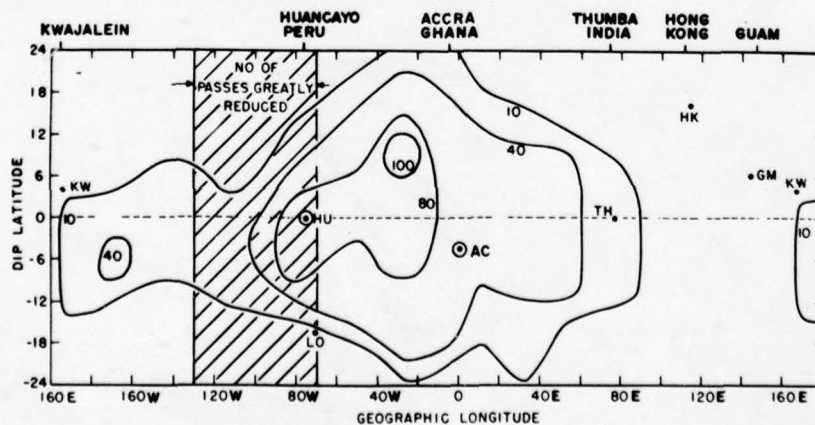 KWAJALEIN
HUANCAYO
PERU
ACCRA
GHANA
THUMBA
INDIA
HONG
KONG
GUAM
24
18
12
6
0
-6
-12
-18
-24
DIP LATITUDE
NO OF
PASSES GREATLY
REDUCED
KW
10
40
HU
LO
100
80
AC
10
40
TH
HK
GM
KW
10
160E
160W
120W
80W
40W
0
40E
80E
120E
160E
GEOGRAPHIC LONGITUDE